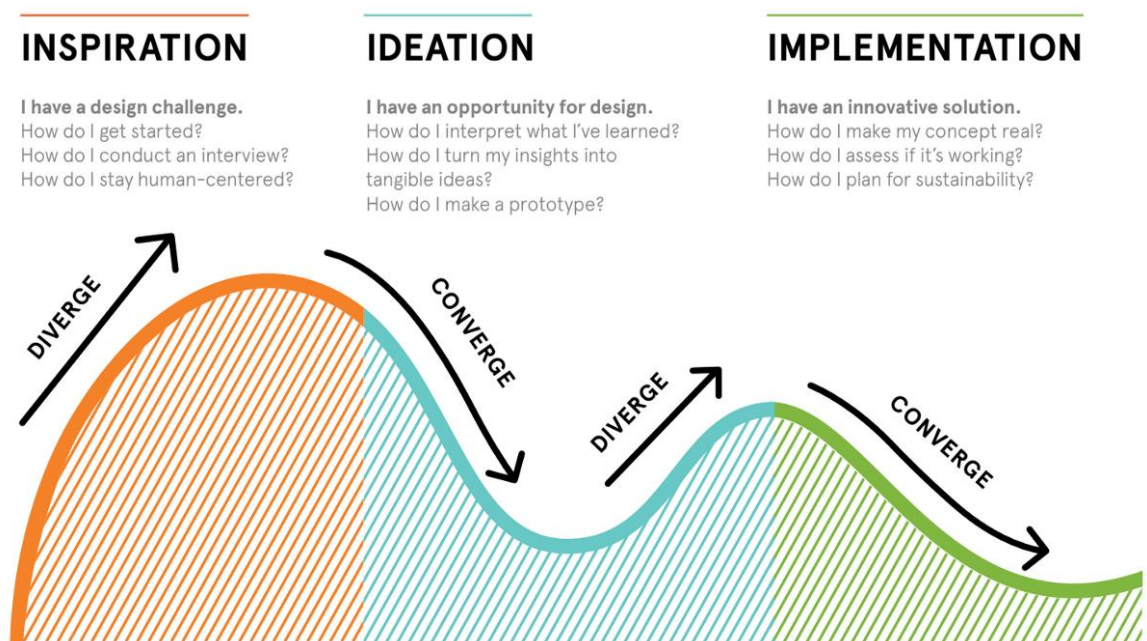 INSPIRATION
I have a design challenge.
How do I get started?
How do I conduct an interview?
How do I stay human-centered?
IDEATION
I have an opportunity for design.
How do I interpret what I've learned?
How do I turn my insights into
tangible ideas?
How do I make a prototype?
IMPLEMENTATION
I have an innovative solution.
How do I make my concept real?
How do I assess if it's working?
How do I plan for sustainability?
DIVERGE
CONVERGE
DIVERGE
CONVERGE